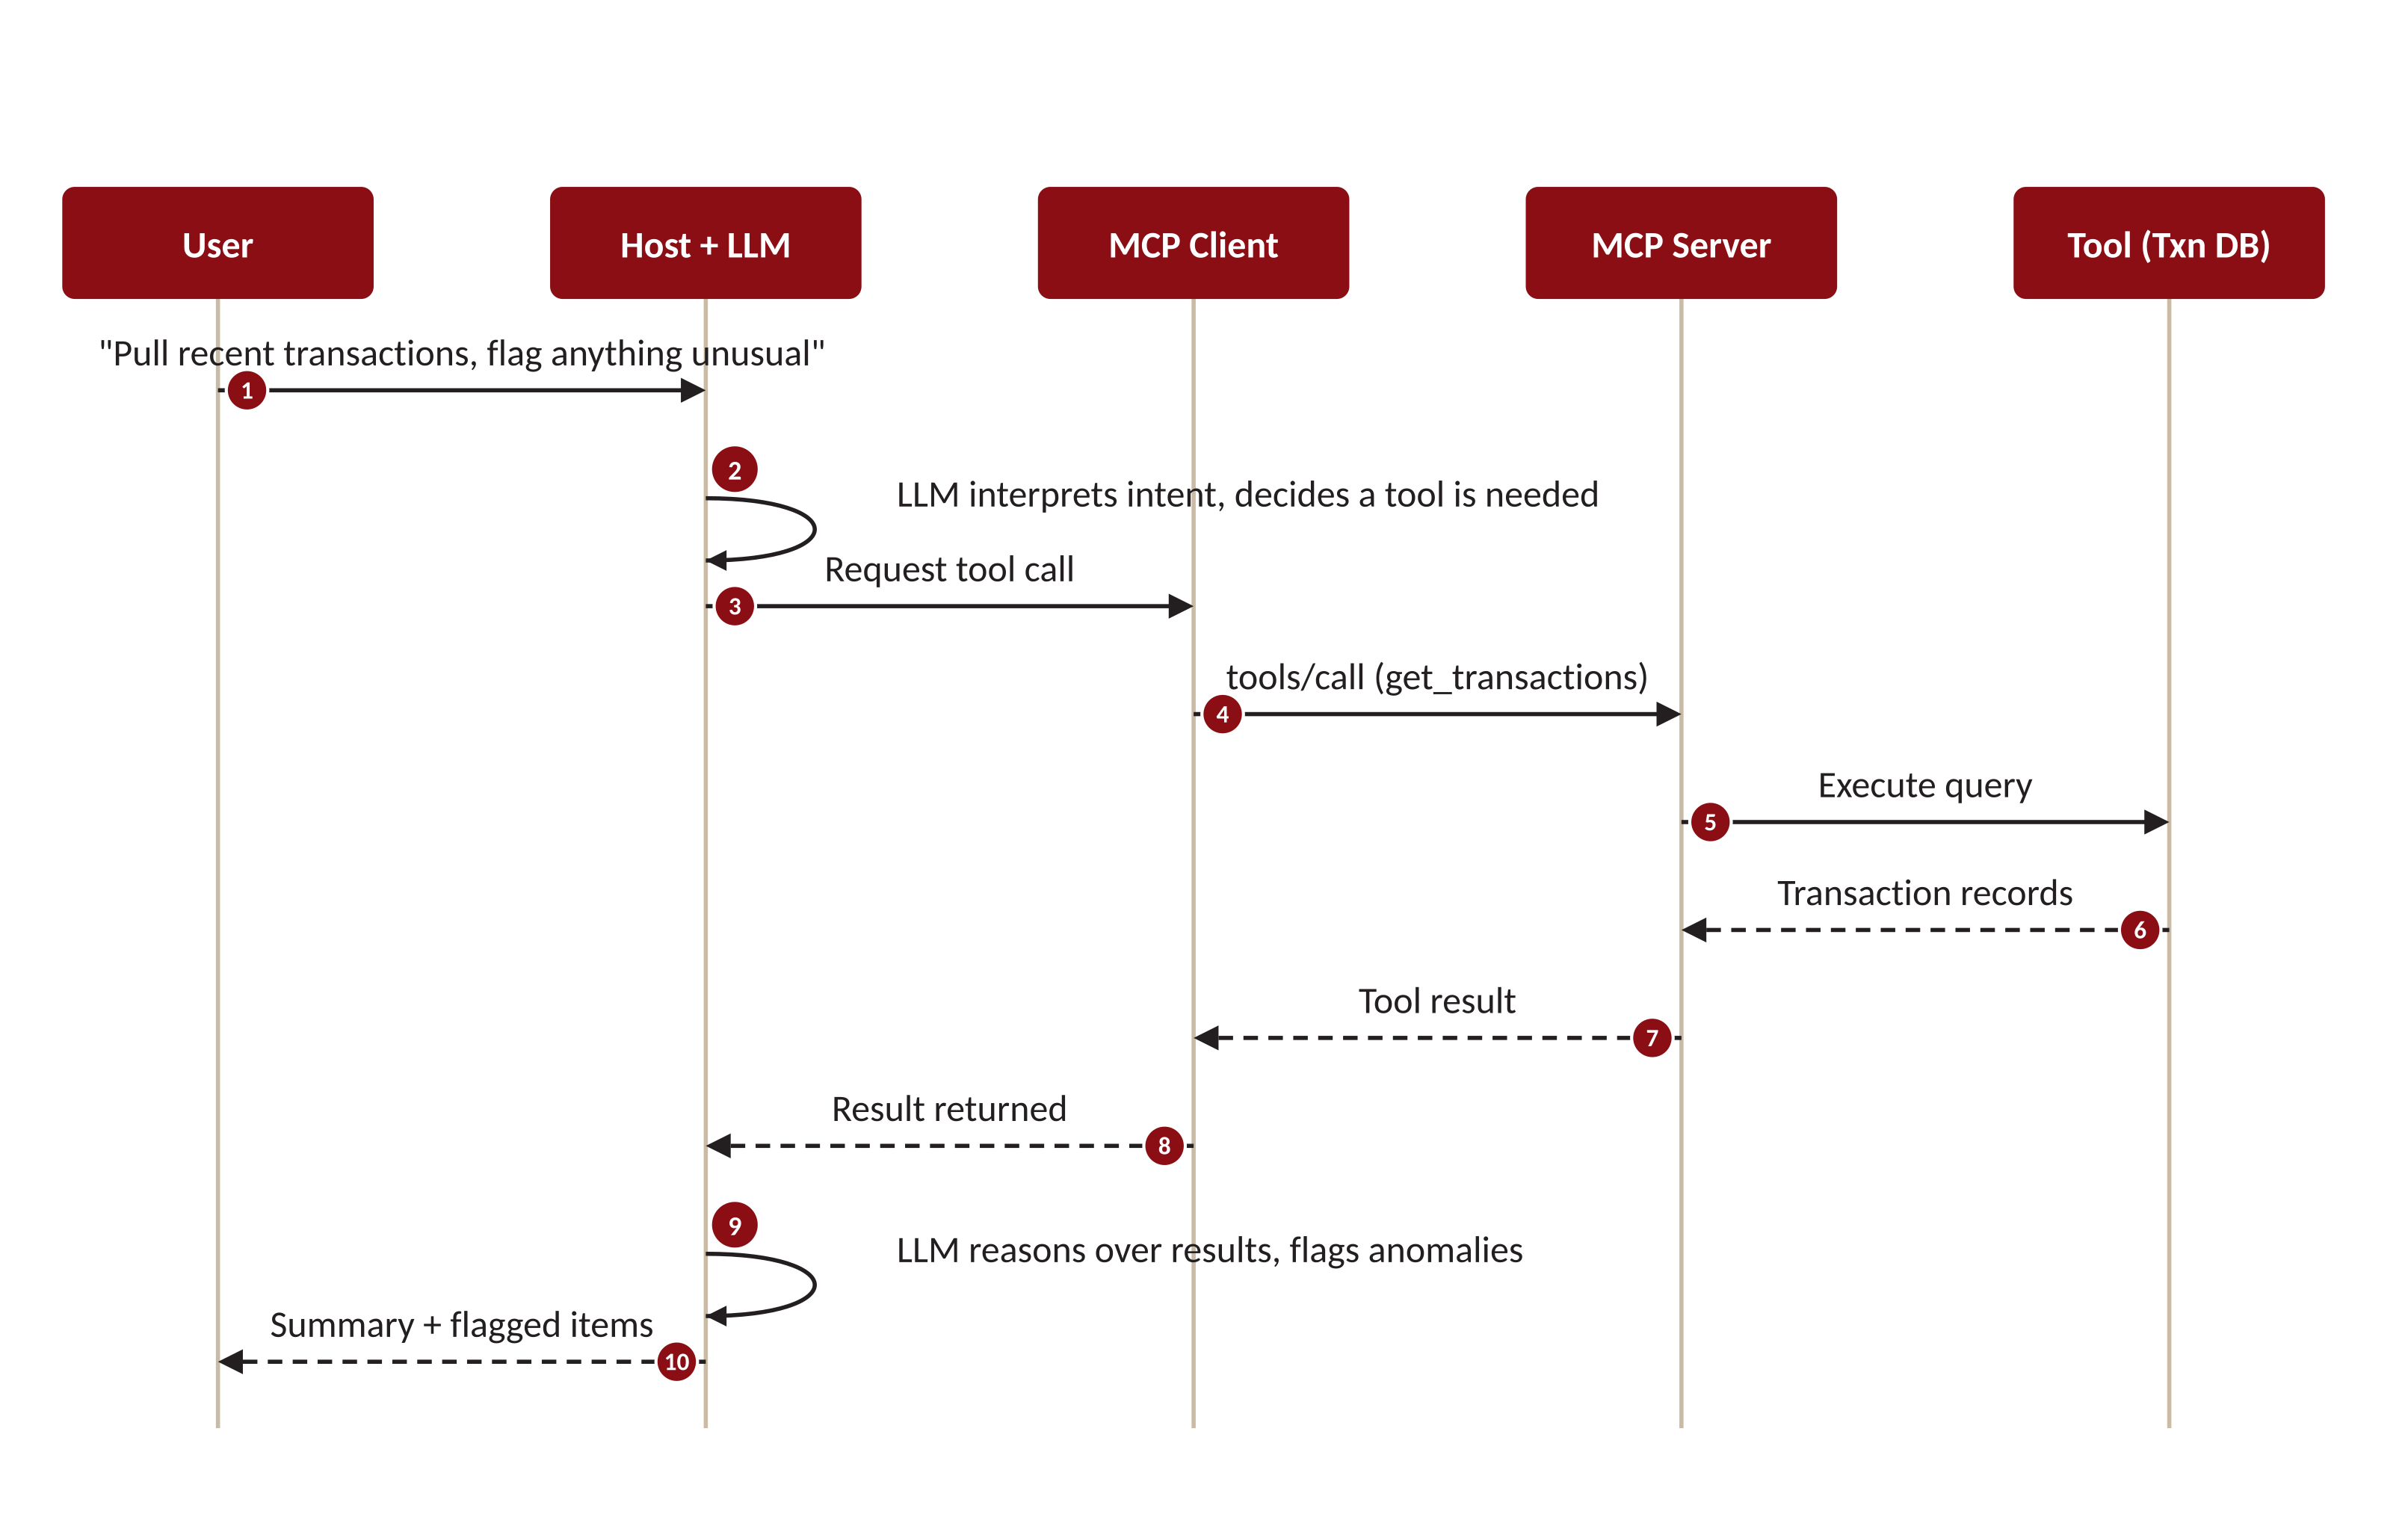 User
Host + LLM
MCP Client
MCP Server
Tool (Txn DB)
"Pull recent transactions, flag anything unusual"
1
2
LLM interprets intent, decides a tool is needed
Request tool call
3
tools/call (get_transactions)
4
Execute query
5
Transaction records
6
Tool result
7
Result returned
8
9
LLM reasons over results, flags anomalies
Summary + flagged items
10